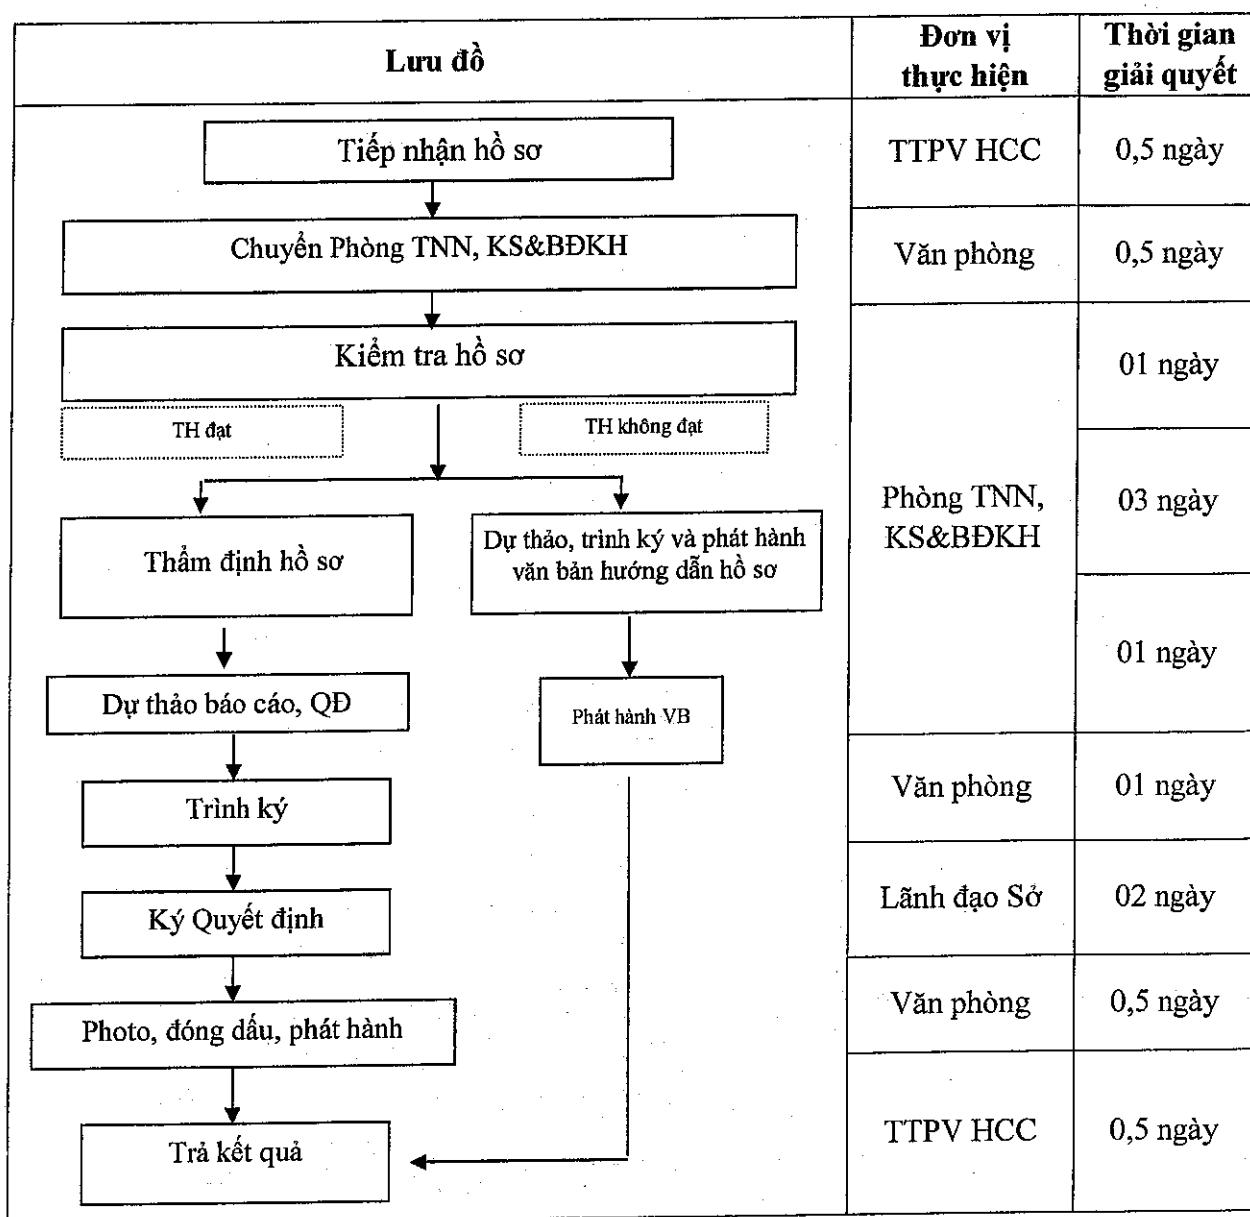 Lưu đồ
Đơn vị
thực hiện
Thời gian
giải quyết
Tiếp nhận hồ sơ
TTPV HCC
0,5 ngày
Chuyển Phòng TNN, KS&BĐKH
Văn phòng
0,5 ngày
Kiểm tra hồ sơ
01 ngày
TH đạt
TH không đạt
Phòng TNN,
KS&BĐKH
03 ngày
Thẩm định hồ sơ
Dự thảo, trình ký và phát hành
văn bản hướng dẫn hồ sơ
01 ngày
Dự thảo báo cáo, QĐ
Phát hành VB
Trình ký
Văn phòng
01 ngày
Ký Quyết định
Lãnh đạo Sở
02 ngày
Photo, đóng dấu, phát hành
Văn phòng
0,5 ngày
Trả kết quả
TTPV HCC
0,5 ngày